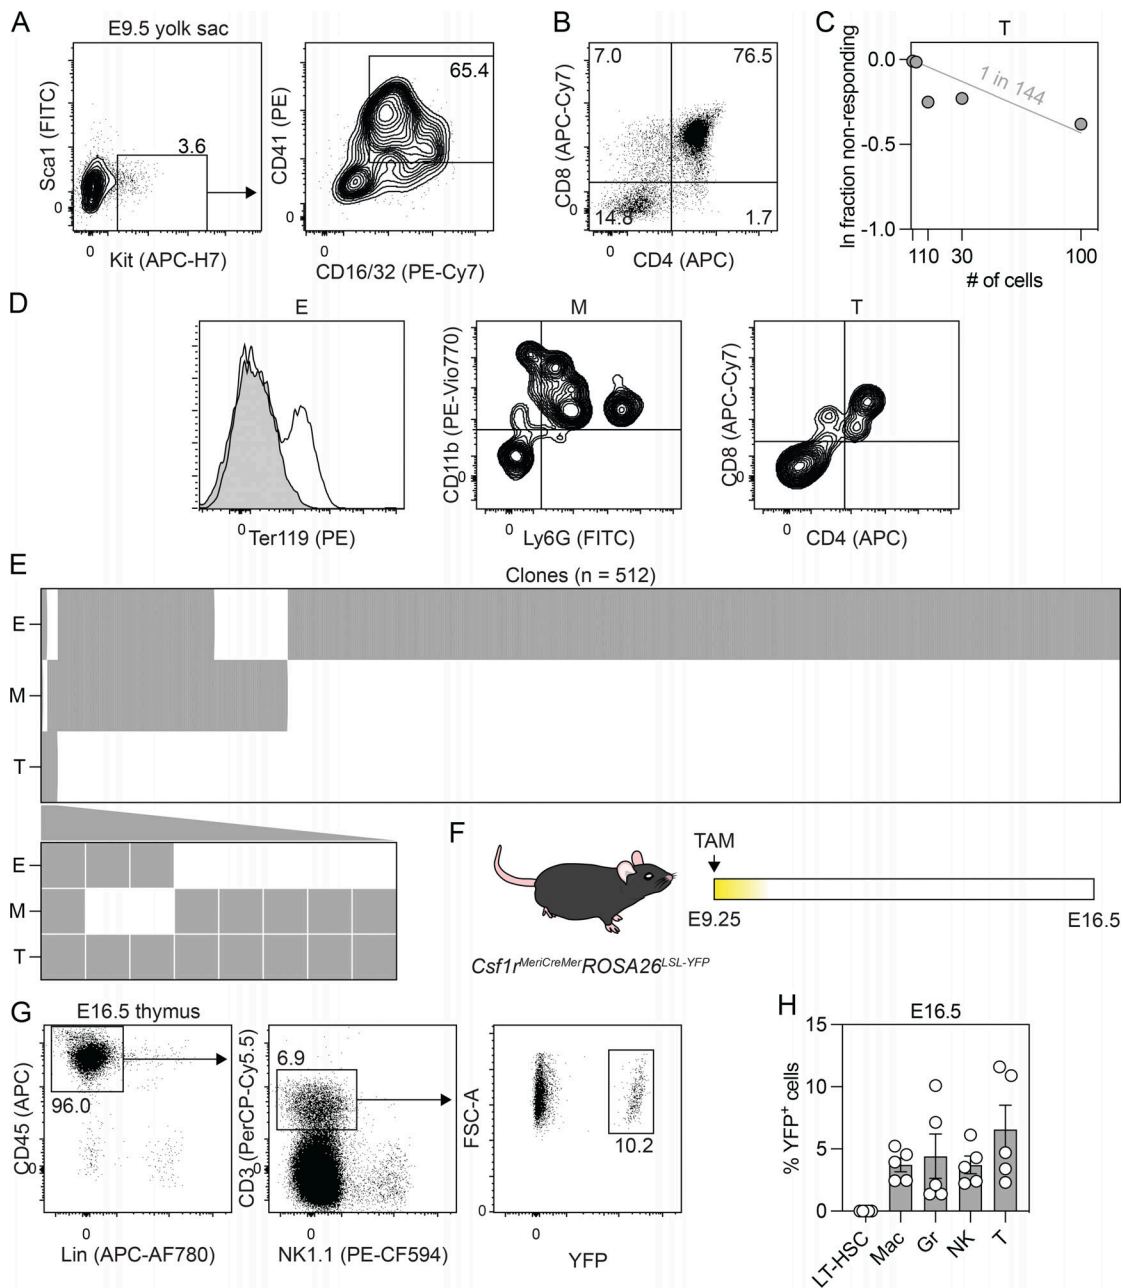 A
E9.5 yolk sac
Sca1 (FITC)
3.6
0
0
Kit (APC-H7)
CD41 (PE)
65.4
0
0
CD16/32 (PE-Cy7)
B
CD8 (APC-Cy7)
7.0
76.5
14.8
1.7
0
0
CD4 (APC)
C
T
ln fraction non-responding
0.0
-0.5
-1.0
1 in 144
1 10 30 100
# of cells
D
E
0
Ter119 (PE)
M
CD11b (PE-Vio770)
0
0
Ly6G (FITC)
T
CD8 (APC-Cy7)
0
0
CD4 (APC)
E
Clones (n = 512)
E
M
T
E
M
T
F
TAM
E9.25
E16.5
Csf1rMeriCreMerROSA26LSL-YFP
G
E16.5 thymus
CD45 (APC)
96.0
0
0
Lin (APC-AF780)
CD3 (PerCP-Cy5.5)
6.9
0
0
NK1.1 (PE-CF594)
FSC-A
10.2
0
0
YFP
H
E16.5
% YFP+ cells
15
10
5
0
LT-HSC
Mac
Gr
NK
T